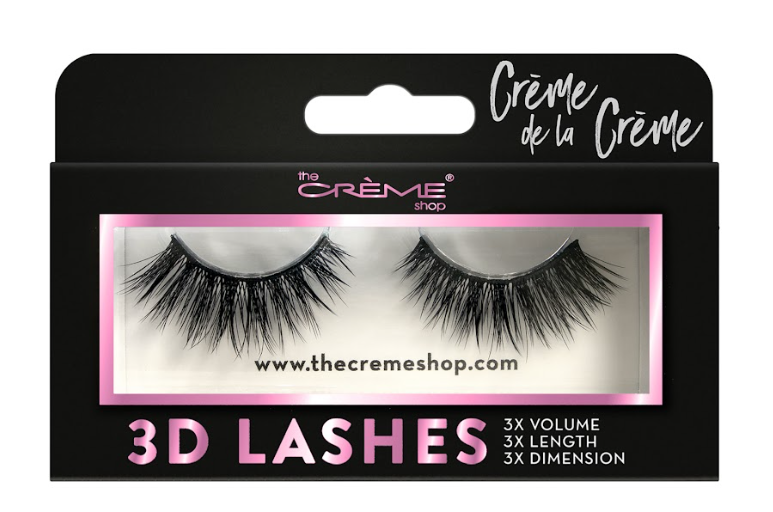 Crème
de la Crème
the
CRÈME®
shop
www.thecremeshop.com
3D LASHES
3X VOLUME
3X LENGTH
3X DIMENSION